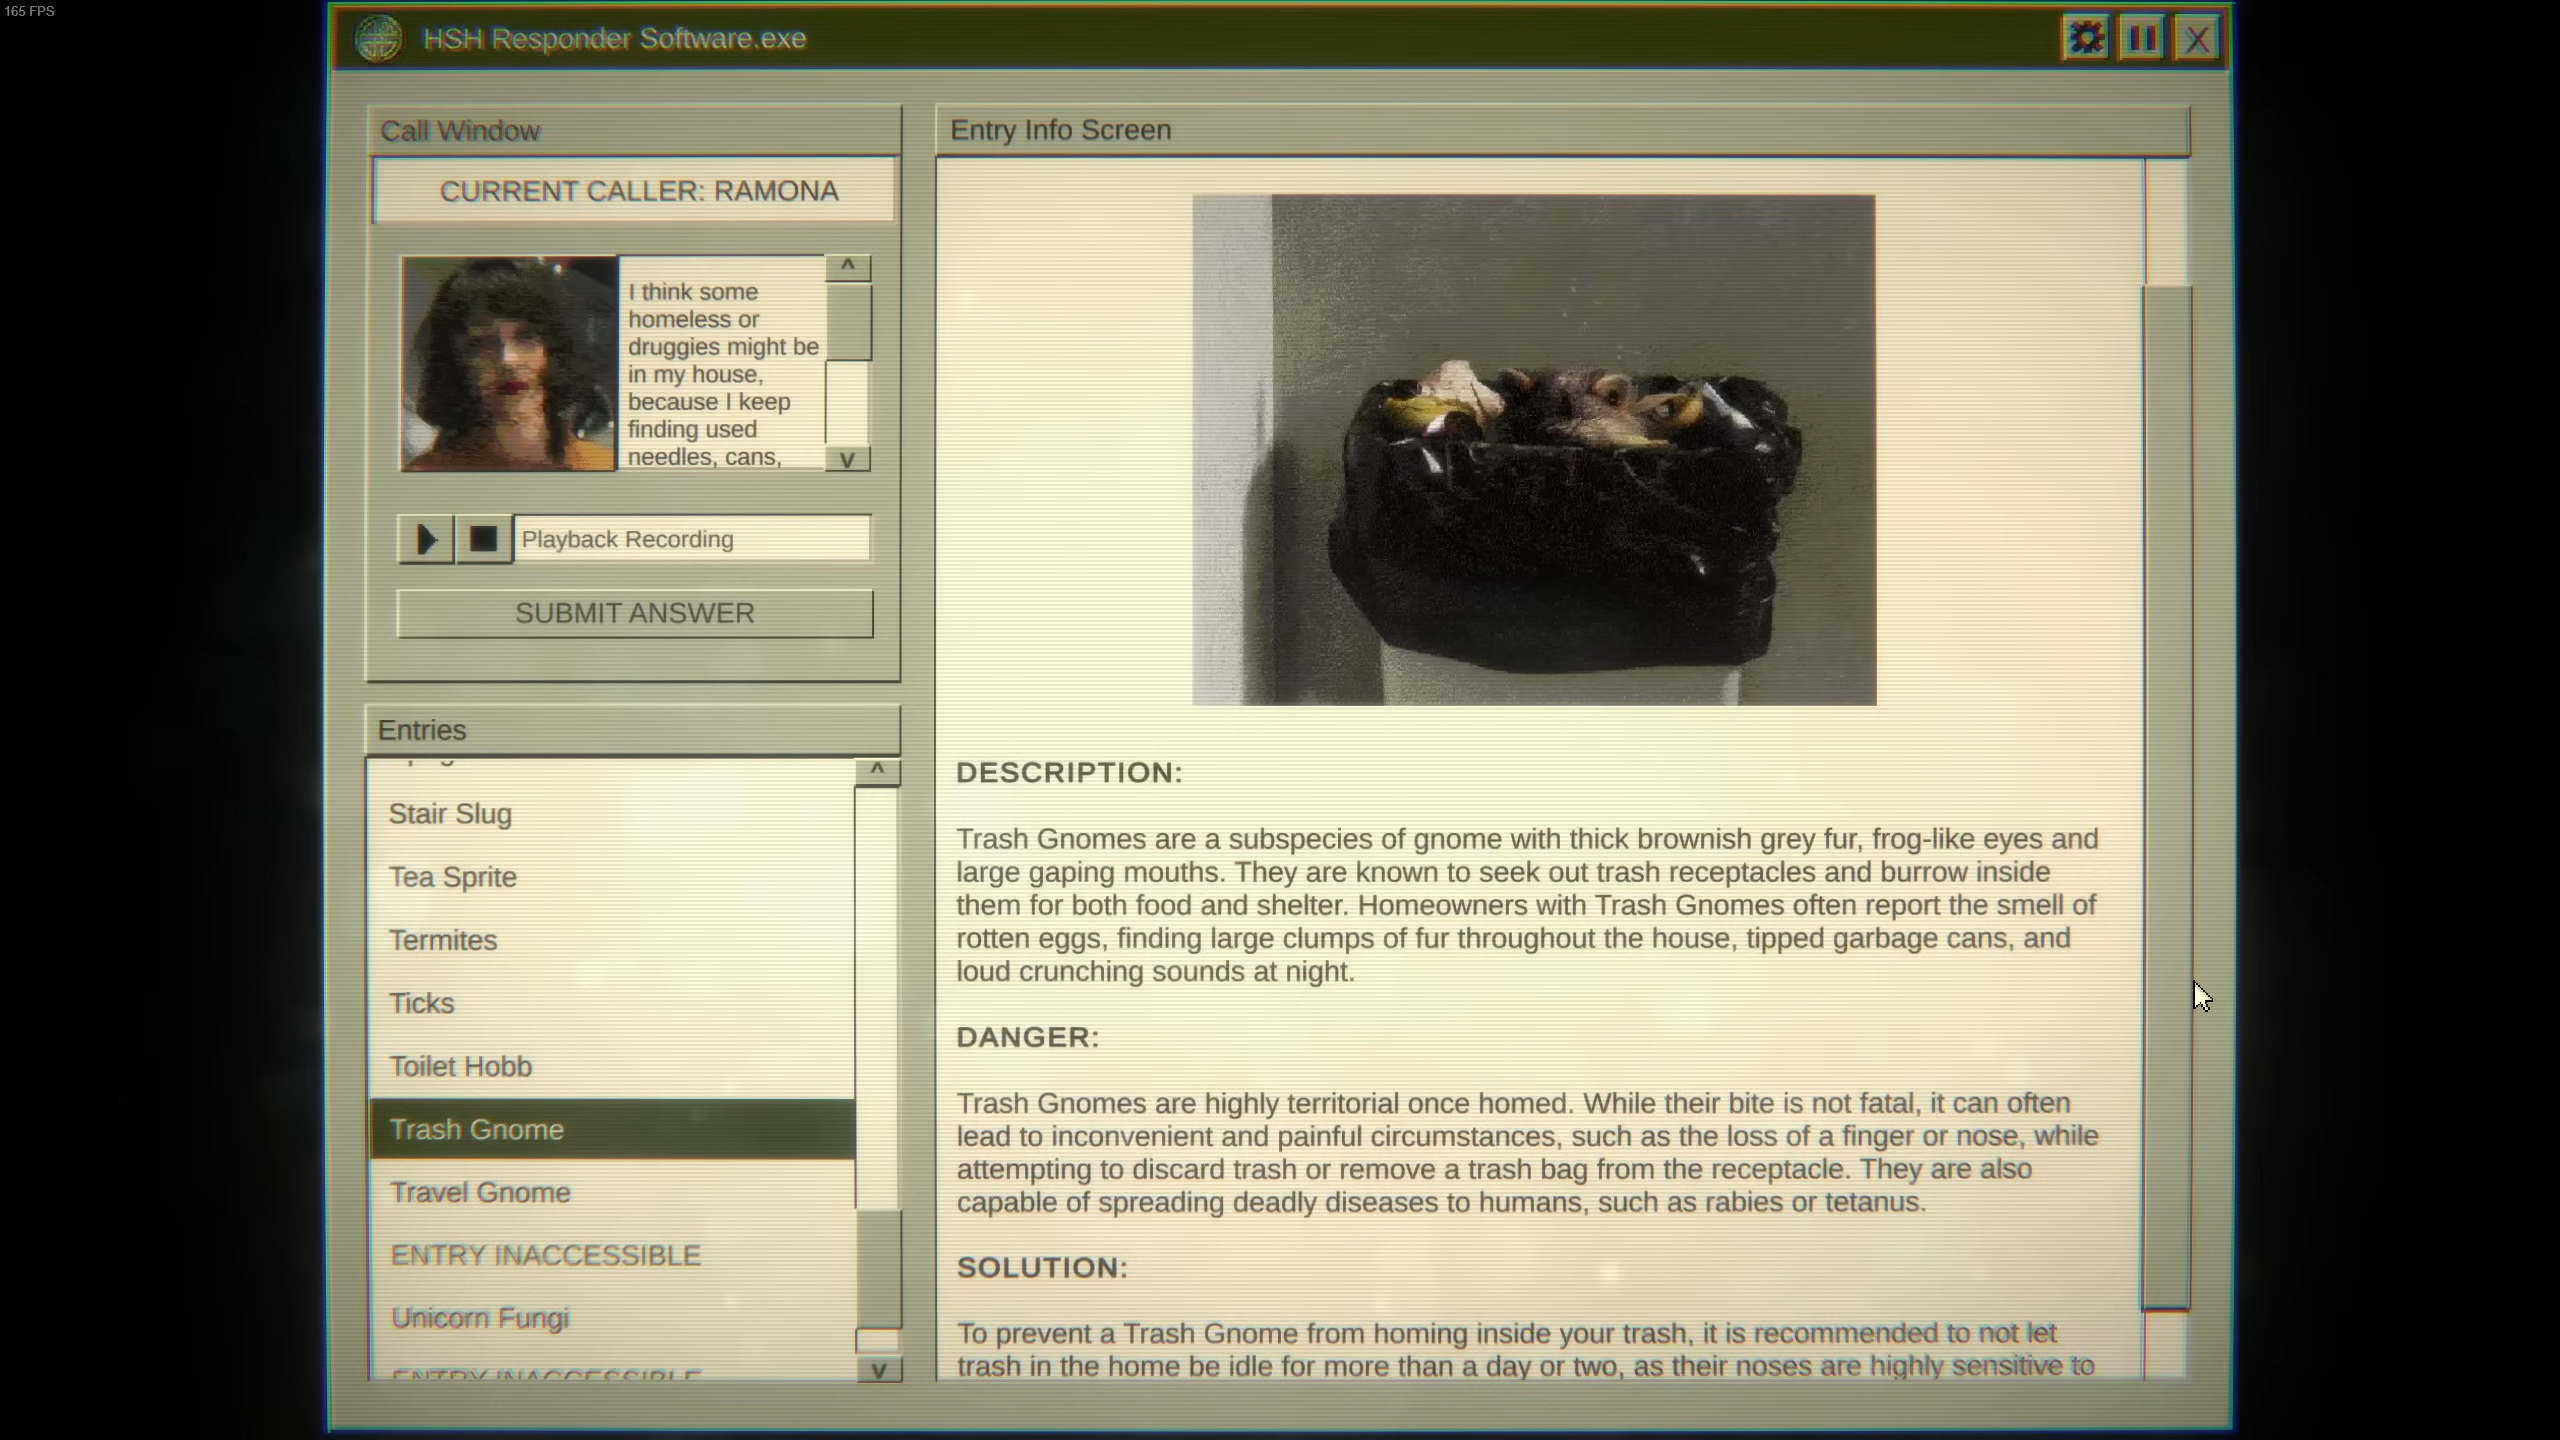 165 FPS
HSH Responder Software.exe
X
Call Window
CURRENT CALLER: RAMONA
I think some
homeless or
druggies might be
in my house,
because I keep
finding used
needles, cans,
Playback Recording
SUBMIT ANSWER
Entries
Stair Slug
Tea Sprite
Termites
Ticks
Toilet Hobb
Trash Gnome
Travel Gnome
ENTRY INACCESSIBLE
Unicorn Fungi
ENTRY INACCESSIBLE
Entry Info Screen
DESCRIPTION:
Trash Gnomes are a subspecies of gnome with thick brownish grey fur, frog-like eyes and
large gaping mouths. They are known to seek out trash receptacles and burrow inside
them for both food and shelter. Homeowners with Trash Gnomes often report the smell of
rotten eggs, finding large clumps of fur throughout the house, tipped garbage cans, and
loud crunching sounds at night.
DANGER:
Trash Gnomes are highly territorial once homed. While their bite is not fatal, it can often
lead to inconvenient and painful circumstances, such as the loss of a finger or nose, while
attempting to discard trash or remove a trash bag from the receptacle. They are also
capable of spreading deadly diseases to humans, such as rabies or tetanus.
SOLUTION:
To prevent a Trash Gnome from homing inside your trash, it is recommended to not let
trash in the home be idle for more than a day or two, as their noses are highly sensitive to